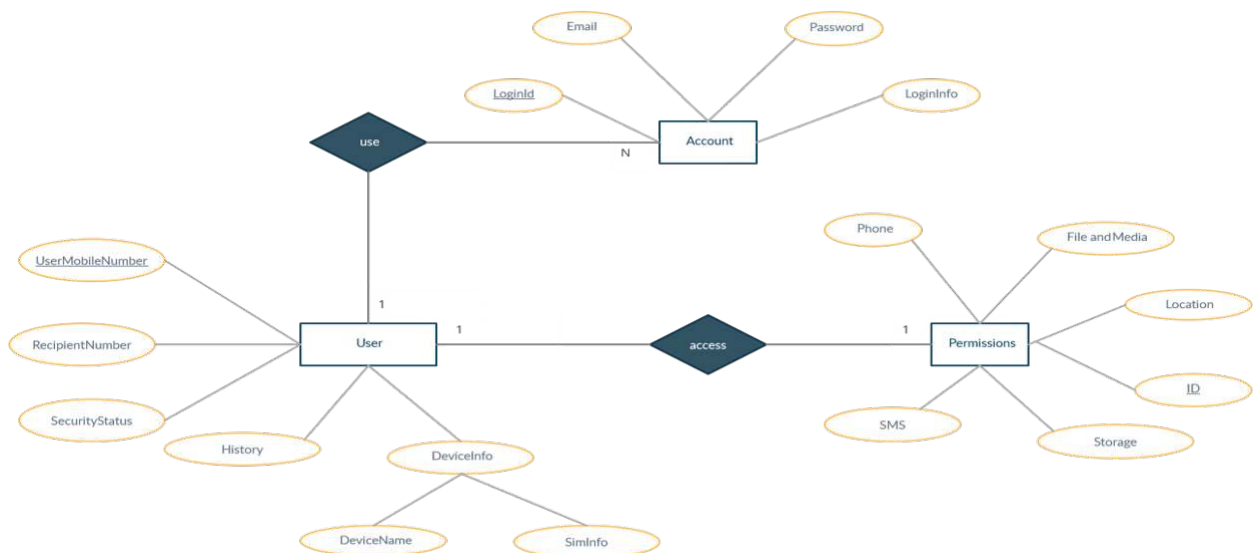 Email
Password
LoginId
LoginInfo
use
N
Account
Phone
File and Media
UserMobileNumber
Location
1
1
1
RecipientNumber
User
access
Permissions
ID
SecurityStatus
SMS
Storage
History
DeviceInfo
DeviceName
SimInfo